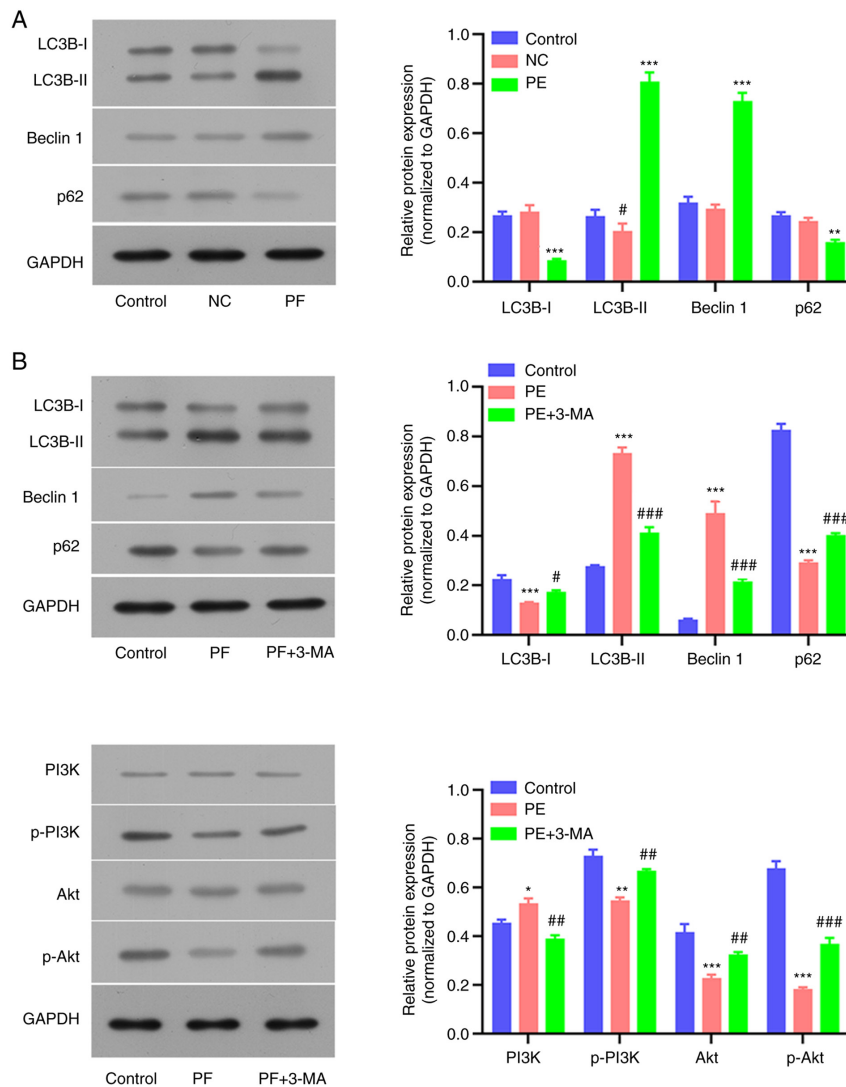 A
LC3B-I
LC3B-II
Beclin 1
p62
GAPDH
Control NC PF
Relative protein expression
(normalized to GAPDH)
1.0
0.8
0.6
0.4
0.2
0.0
Control
NC
PE
***
#
***
***
**
LC3B-I LC3B-II Beclin 1 p62
B
LC3B-I
LC3B-II
Beclin 1
p62
GAPDH
Control PF PF+3-MA
Relative protein expression
(normalized to GAPDH)
1.0
0.8
0.6
0.4
0.2
0.0
Control
PE
PE+3-MA
***
#
***
###
***
###
***
###
LC3B-I LC3B-II Beclin 1 p62
PI3K
p-PI3K
Akt
p-Akt
GAPDH
Control PF PF+3-MA
Relative protein expression
(normalized to GAPDH)
1.0
0.8
0.6
0.4
0.2
0.0
Control
PE
PE+3-MA
*
##
**
##
***
##
***
###
PI3K p-PI3K Akt p-Akt